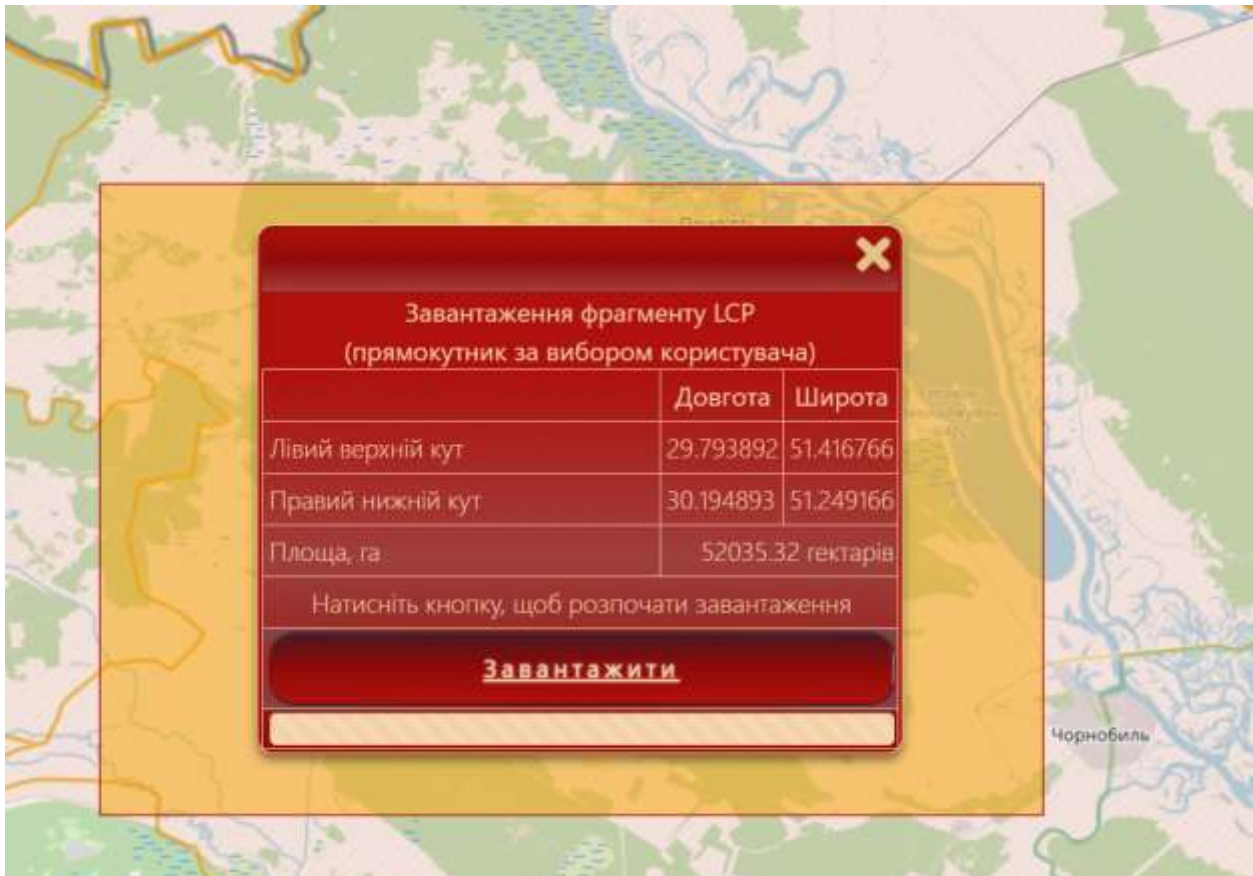 Завантаження фрагменту LCP
(прямокутник за вибором користувача)
Довгота Широта
Лівий верхній кут 29.793892 51.416766
Правий нижній кут 30.194893 51.249166
Площа, га 52035.32 гектарів
Натисніть кнопку, щоб розпочати завантаження
Завантажити
Чорнобиль